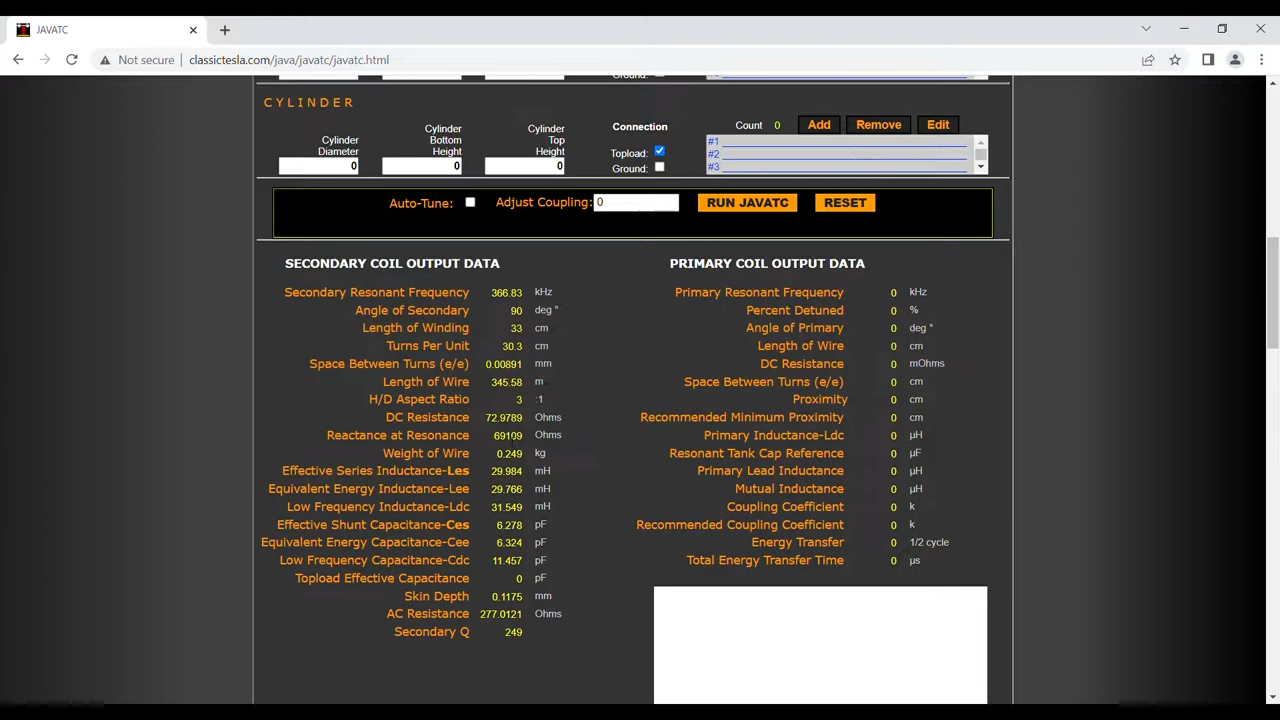 JAVATC
Not secure classictesla.com/java/javatc/javatc.html
Ground:
CYLINDER
Cylinder Diameter
0
Cylinder Bottom Height
0
Cylinder Top Height
0
Connection
Topload:
Ground:
Count 0 Add Remove Edit
#1
#2
#3
Auto-Tune: Adjust Coupling: 0 RUN JAVATC RESET
SECONDARY COIL OUTPUT DATA
Secondary Resonant Frequency 366.83 kHz
Angle of Secondary 90 deg °
Length of Winding 33 cm
Turns Per Unit 30.3 cm
Space Between Turns (e/e) 0.00891 mm
Length of Wire 345.58 m
H/D Aspect Ratio 3 :1
DC Resistance 72.9789 Ohms
Reactance at Resonance 69109 Ohms
Weight of Wire 0.249 kg
Effective Series Inductance-Les 29.984 mH
Equivalent Energy Inductance-Lee 29.766 mH
Low Frequency Inductance-Ldc 31.549 mH
Effective Shunt Capacitance-Ces 6.278 pF
Equivalent Energy Capacitance-Cee 6.324 pF
Low Frequency Capacitance-Cdc 11.457 pF
Topload Effective Capacitance 0 pF
Skin Depth 0.1175 mm
AC Resistance 277.0121 Ohms
Secondary Q 249
PRIMARY COIL OUTPUT DATA
Primary Resonant Frequency 0 kHz
Percent Detuned 0 %
Angle of Primary 0 deg °
Length of Wire 0 cm
DC Resistance 0 mOhms
Space Between Turns (e/e) 0 cm
Proximity 0 cm
Recommended Minimum Proximity 0 cm
Primary Inductance-Ldc 0 µH
Resonant Tank Cap Reference 0 µF
Primary Lead Inductance 0 µH
Mutual Inductance 0 µH
Coupling Coefficient 0 k
Recommended Coupling Coefficient 0 k
Energy Transfer 0 1/2 cycle
Total Energy Transfer Time 0 µs